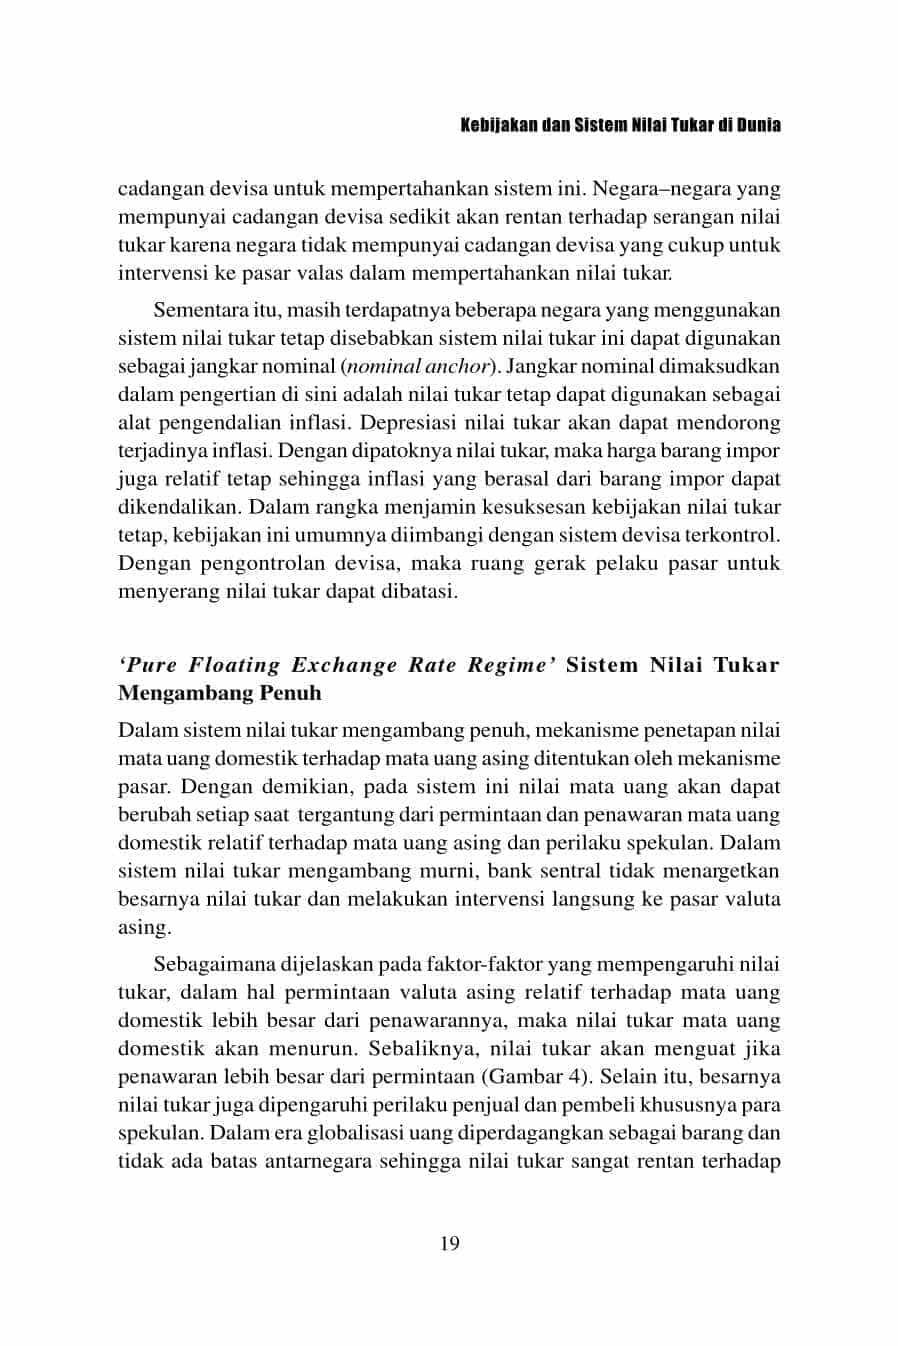 Kebijakan dan Sistem Nilai Tukar di Dunia
cadangan devisa untuk mempertahankan sistem ini. Negara–negara yang
mempunyai cadangan devisa sedikit akan rentan terhadap serangan nilai
tukar karena negara tidak mempunyai cadangan devisa yang cukup untuk
intervensi ke pasar valas dalam mempertahankan nilai tukar.
Sementara itu, masih terdapatnya beberapa negara yang menggunakan
sistem nilai tukar tetap disebabkan sistem nilai tukar ini dapat digunakan
sebagai jangkar nominal (nominal anchor). Jangkar nominal dimaksudkan
dalam pengertian di sini adalah nilai tukar tetap dapat digunakan sebagai
alat pengendalian inflasi. Depresiasi nilai tukar akan dapat mendorong
terjadinya inflasi. Dengan dipatoknya nilai tukar, maka harga barang impor
juga relatif tetap sehingga inflasi yang berasal dari barang impor dapat
dikendalikan. Dalam rangka menjamin kesuksesan kebijakan nilai tukar
tetap, kebijakan ini umumnya diimbangi dengan sistem devisa terkontrol.
Dengan pengontrolan devisa, maka ruang gerak pelaku pasar untuk
menyerang nilai tukar dapat dibatasi.
‘Pure Floating Exchange Rate Regime’ Sistem Nilai Tukar
Mengambang Penuh
Dalam sistem nilai tukar mengambang penuh, mekanisme penetapan nilai
mata uang domestik terhadap mata uang asing ditentukan oleh mekanisme
pasar. Dengan demikian, pada sistem ini nilai mata uang akan dapat
berubah setiap saat tergantung dari permintaan dan penawaran mata uang
domestik relatif terhadap mata uang asing dan perilaku spekulan. Dalam
sistem nilai tukar mengambang murni, bank sentral tidak menargetkan
besarnya nilai tukar dan melakukan intervensi langsung ke pasar valuta
asing.
Sebagaimana dijelaskan pada faktor-faktor yang mempengaruhi nilai
tukar, dalam hal permintaan valuta asing relatif terhadap mata uang
domestik lebih besar dari penawarannya, maka nilai tukar mata uang
domestik akan menurun. Sebaliknya, nilai tukar akan menguat jika
penawaran lebih besar dari permintaan (Gambar 4). Selain itu, besarnya
nilai tukar juga dipengaruhi perilaku penjual dan pembeli khususnya para
spekulan. Dalam era globalisasi uang diperdagangkan sebagai barang dan
tidak ada batas antarnegara sehingga nilai tukar sangat rentan terhadap
19